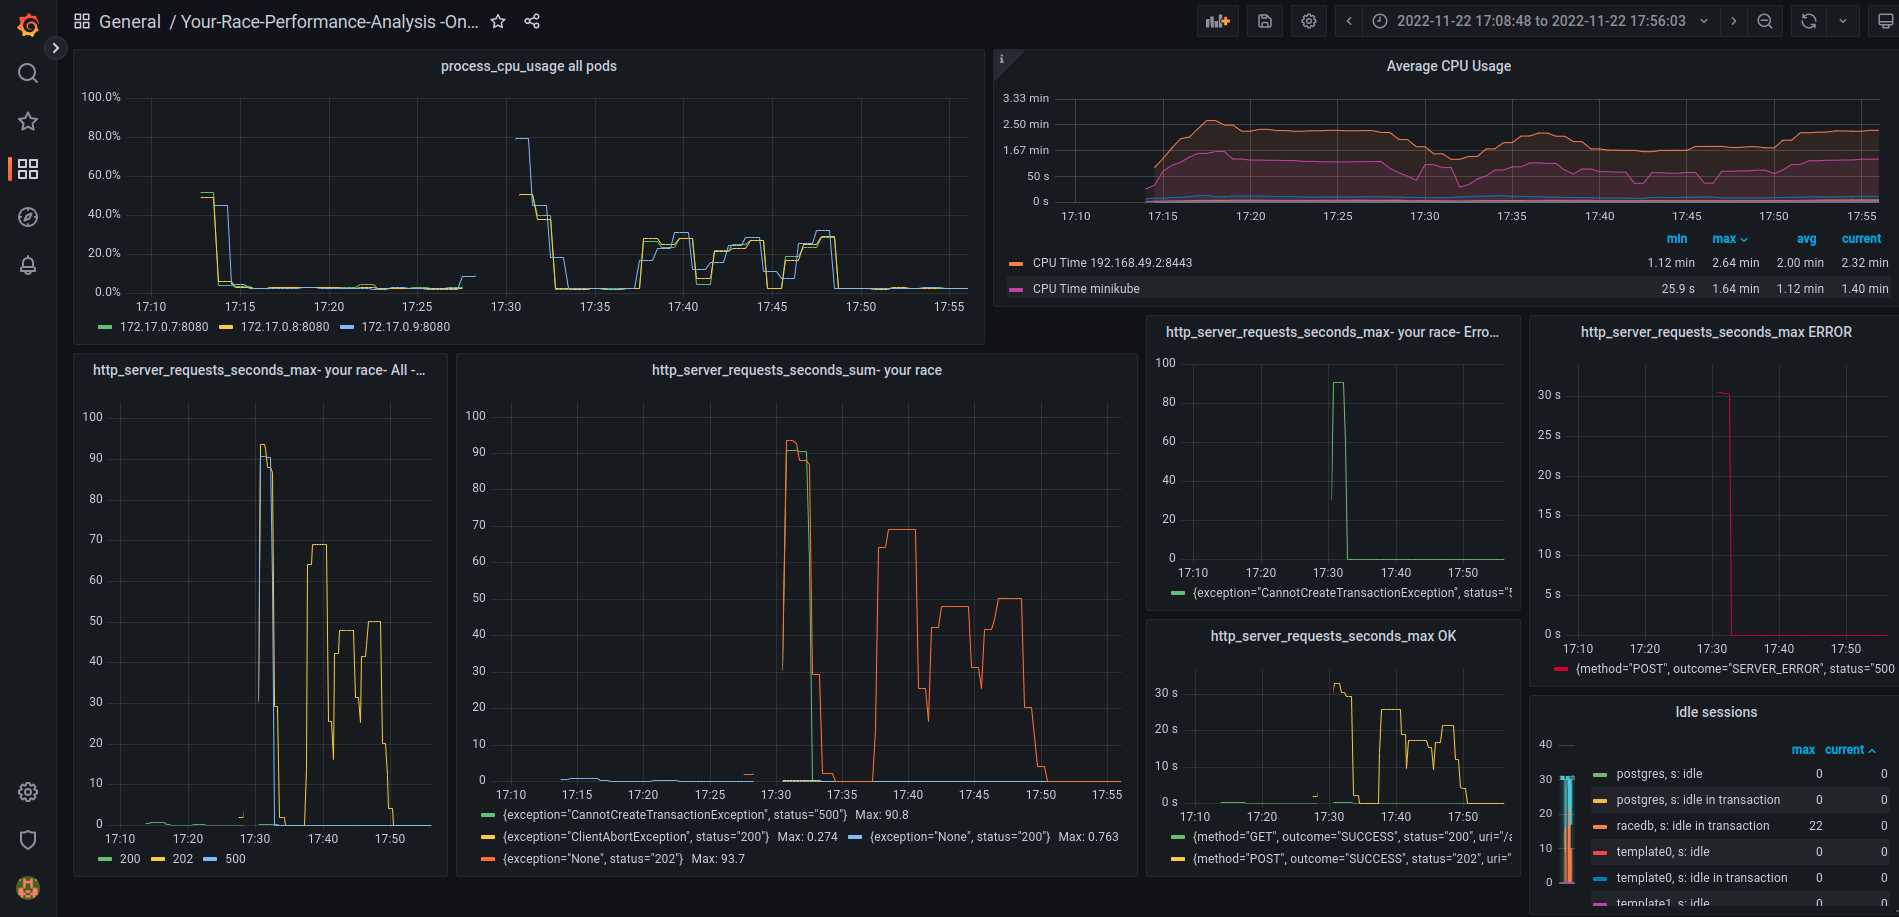 General / Your-Race-Performance-Analysis -On...
2022-11-22 17:08:48 to 2022-11-22 17:56:03
process_cpu_usage all pods
100.0%
80.0%
60.0%
40.0%
20.0%
0.0%
17:10 17:15 17:20 17:25 17:30 17:35 17:40 17:45 17:50 17:55
172.17.0.7:8080 172.17.0.8:8080 172.17.0.9:8080
i
Average CPU Usage
3.33 min
2.50 min
1.67 min
50 s
0 s
17:10 17:15 17:20 17:25 17:30 17:35 17:40 17:45 17:50 17:55
min max avg current
CPU Time 192.168.49.2:8443 1.12 min 2.64 min 2.00 min 2.32 min
CPU Time minikube 25.9 s 1.64 min 1.12 min 1.40 min
http_server_requests_seconds_max- your race- All -...
100
90
80
70
60
50
40
30
20
10
0
17:10 17:20 17:30 17:40 17:50
200 202 500
http_server_requests_seconds_sum- your race
100
90
80
70
60
50
40
30
20
10
0
17:10 17:15 17:20 17:25 17:30 17:35 17:40 17:45 17:50 17:55
{exception="CannotCreateTransactionException", status="500"} Max: 90.8
{exception="ClientAbortException", status="200"} Max: 0.274 {exception="None", status="200"} Max: 0.763
{exception="None", status="202"} Max: 93.7
http_server_requests_seconds_max- your race- Erro...
100
80
60
40
20
0
17:10 17:20 17:30 17:40 17:50
{exception="CannotCreateTransactionException", status="5
http_server_requests_seconds_max OK
30 s
20 s
10 s
0 s
17:10 17:20 17:30 17:40 17:50
{method="GET", outcome="SUCCESS", status="200", uri="/a
{method="POST", outcome="SUCCESS", status="202", uri="
http_server_requests_seconds_max ERROR
30 s
25 s
20 s
15 s
10 s
5 s
0 s
17:10 17:20 17:30 17:40 17:50
{method="POST", outcome="SERVER_ERROR", status="500
Idle sessions
40
30
20
10
0
max current
postgres, s: idle 0 0
postgres, s: idle in transaction 0 0
racedb, s: idle in transaction 22 0
template0, s: idle 0 0
template0, s: idle in transaction 0 0
template1, s: idle 0 0